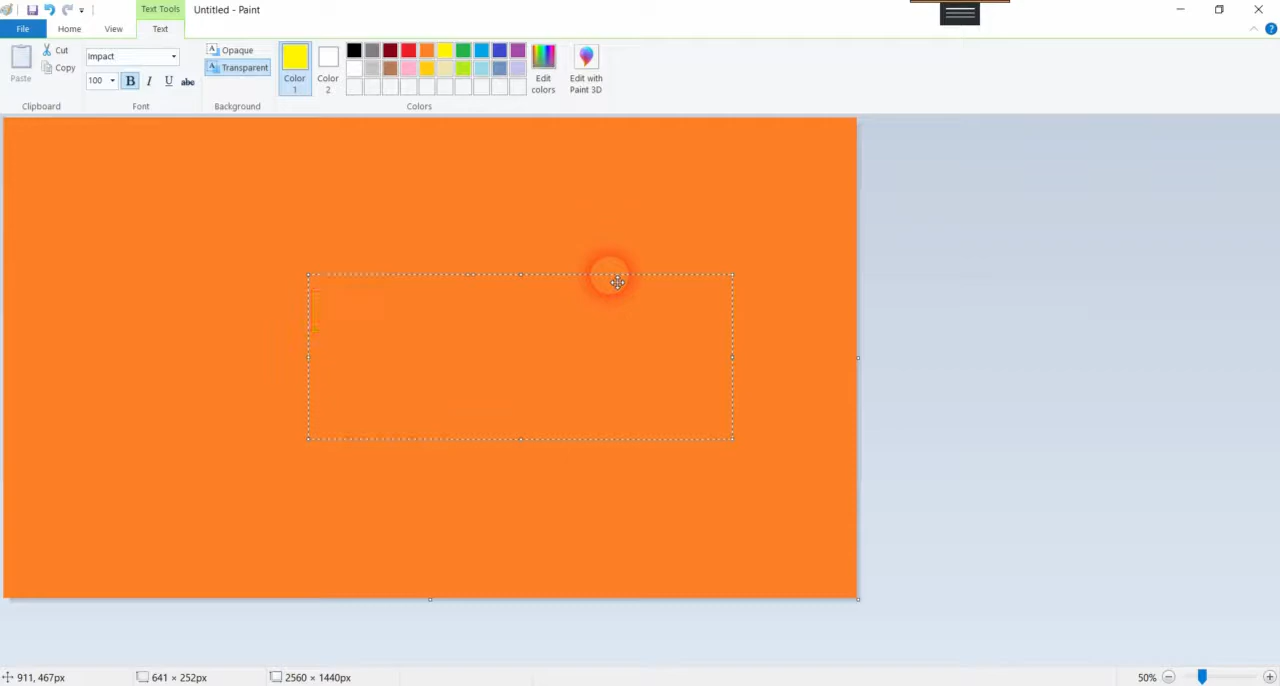 Text Tools
Untitled - Paint
File
Home
View
Text
Paste
Cut
Copy
Clipboard
Impact
100
B I U abc
Font
Opaque
Transparent
Background
Color 1
Color 2
Edit colors
Edit with Paint 3D
Colors
911, 467px
641 × 252px
2560 × 1440px
50%